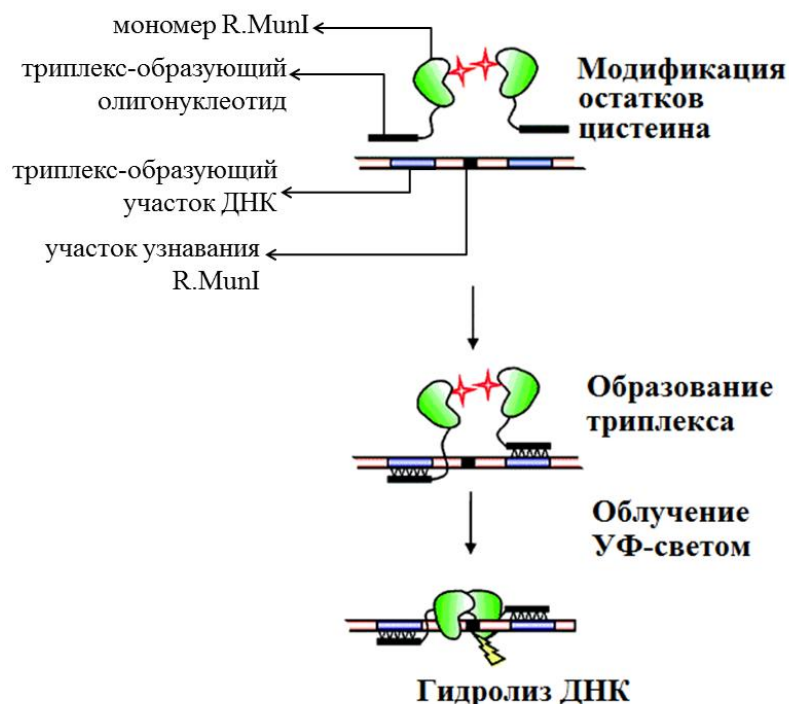 мономер R.MunI
триплекс-образующий
олигонуклеотид
Модификация
остатков
цистеина
триплекс-образующий
участок ДНК
участок узнавания
R.MunI
Образование
триплекса
Облучение
УФ-светом
Гидролиз ДНК